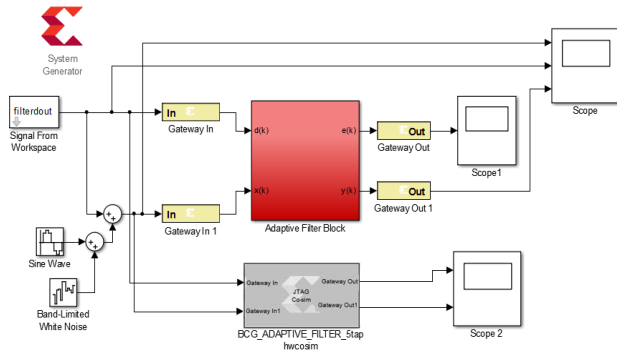 System
Generator
filterdout
Signal From
Workspace
In
Gateway In
In
Gateway In 1
d(k)
x(k)
e(k)
y(k)
Adaptive Filter Block
Out
Gateway Out
Out
Gateway Out 1
Scope1
Scope
Sine Wave
Band-Limited
White Noise
Gateway In
Gateway In1
JTAG
Co-sim
Gateway Out
Gateway Out1
BCG_ADAPTIVE_FILTER_5tap
hwcosim
Scope 2